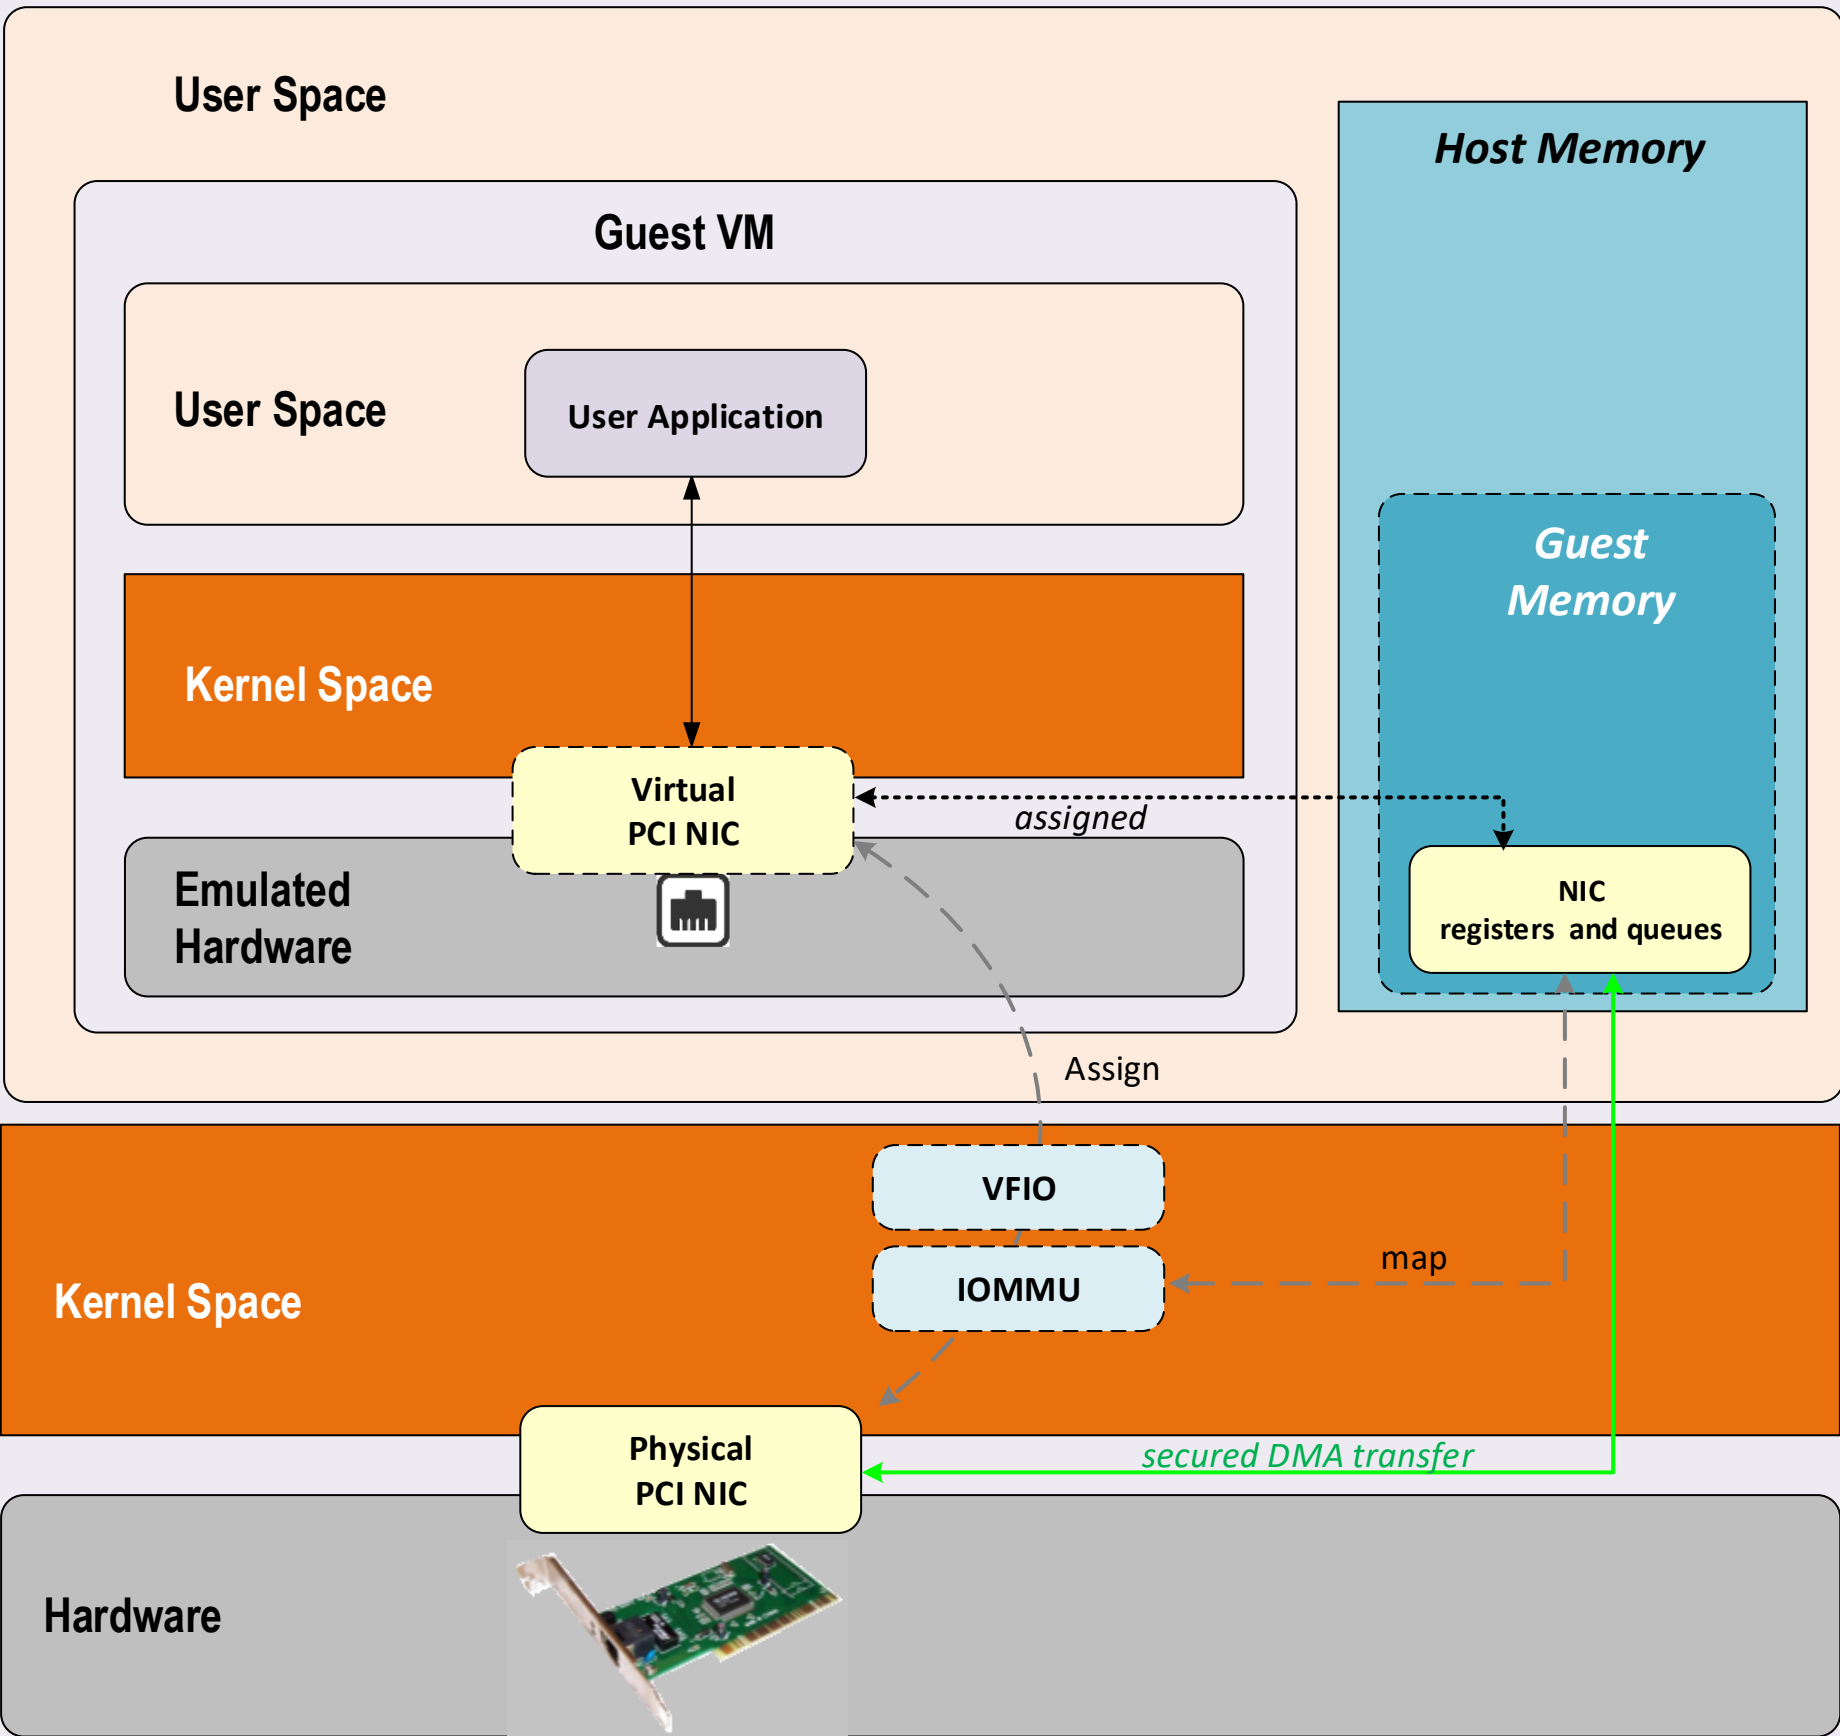 User Space
Host Memory
Guest VM
User Space
User Application
Guest
Memory
Kernel Space
Virtual
PCI NIC
assigned
Emulated
Hardware
NIC
registers  and queues
Assign
VFIO
map
IOMMU
Kernel Space
Physical
PCI NIC
secured DMA transfer
Hardware